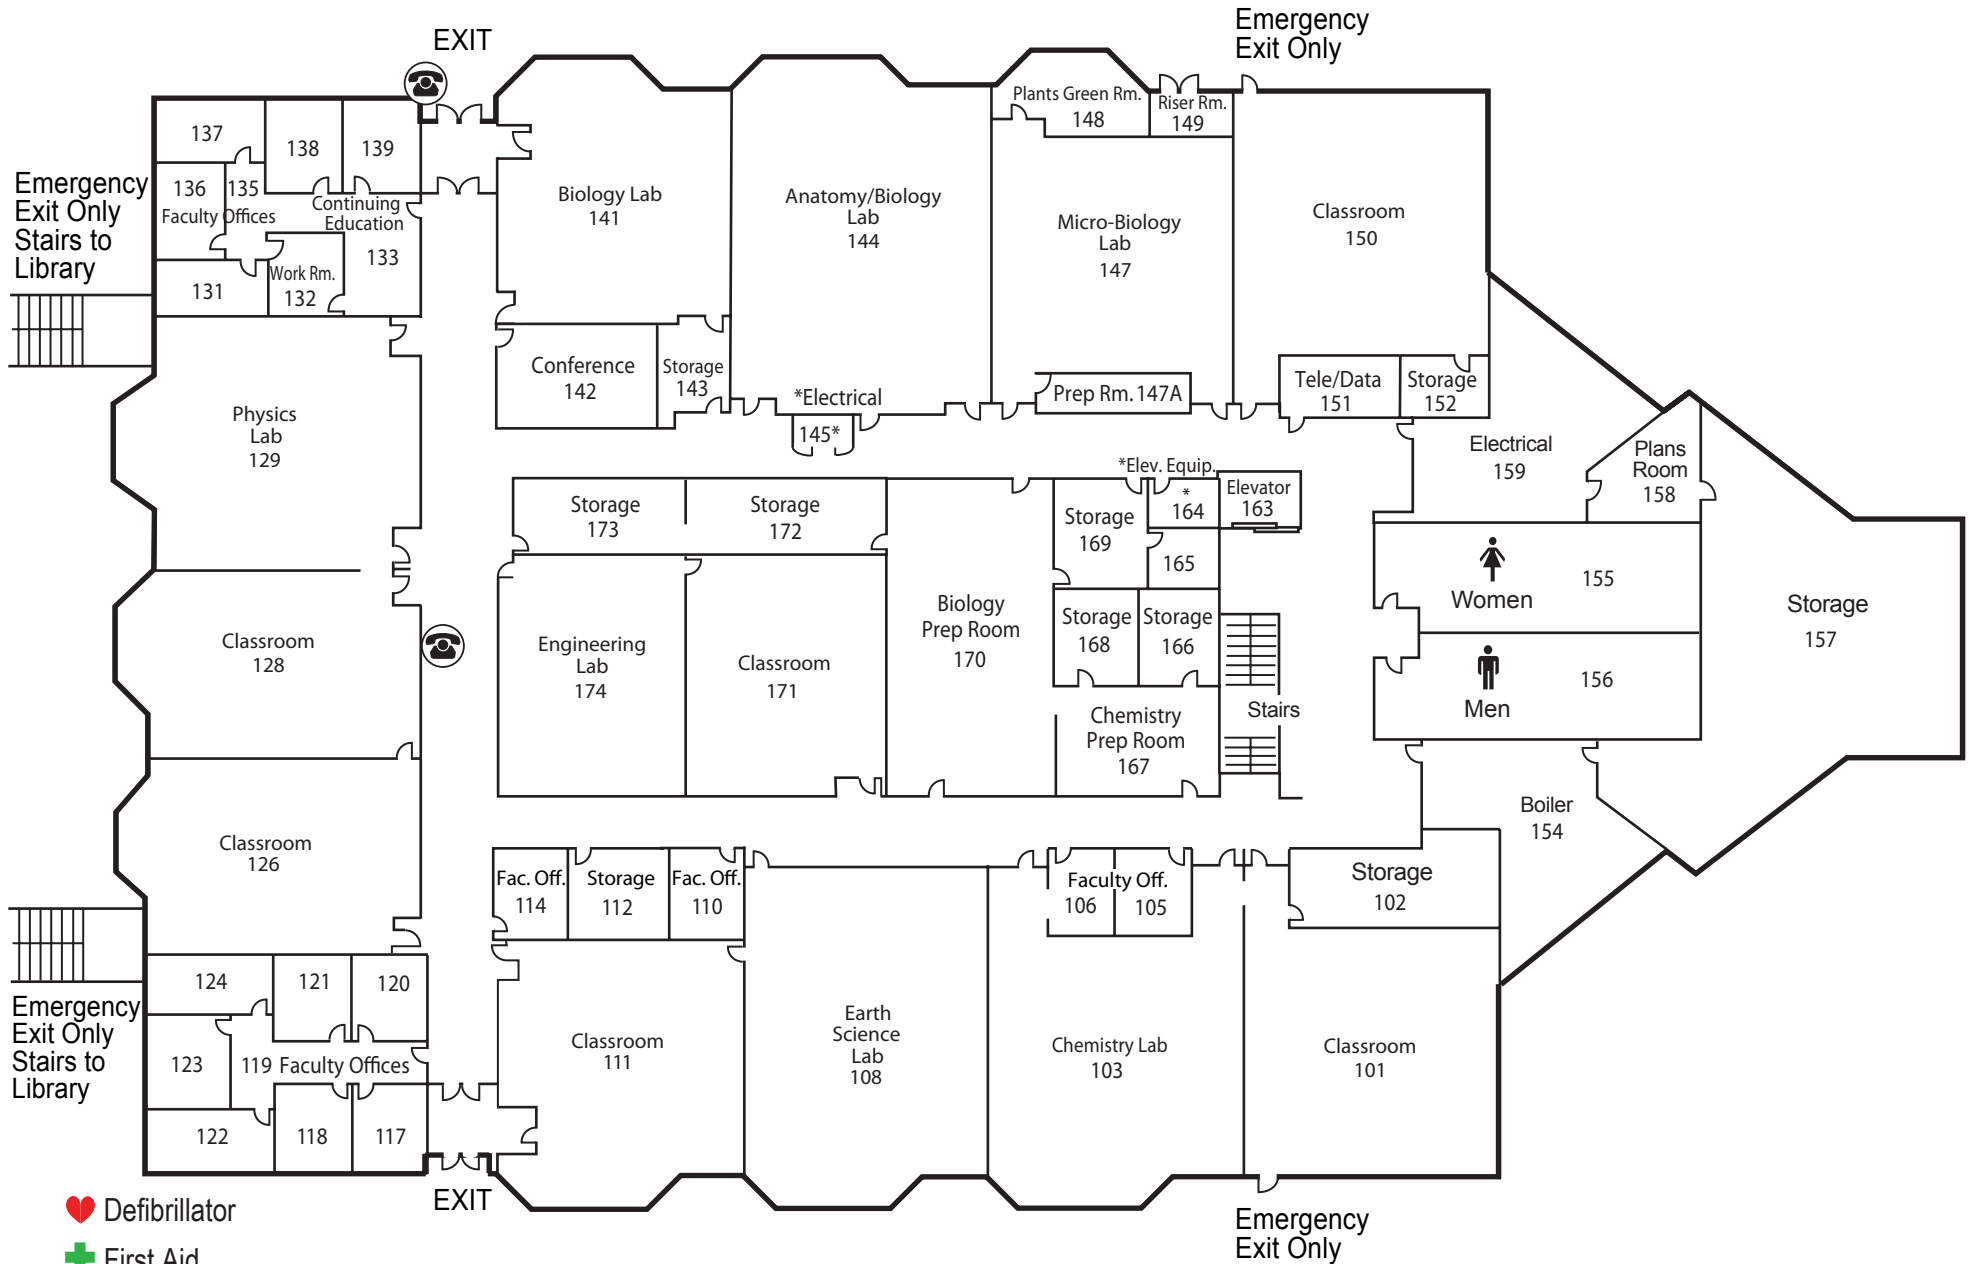 EXIT
Emergency
Exit Only
137
138
139
136
135
Faculty Offices
Continuing
Education
133
131
Work Rm.
132
Emergency
Exit Only
Stairs to
Library
Biology Lab
141
Anatomy/Biology
Lab
144
Plants Green Rm.
148
Riser Rm.
149
Micro-Biology
Lab
147
Classroom
150
Conference
142
Storage
143
*Electrical
145*
Prep Rm. 147A
Tele/Data
151
Storage
152
Physics
Lab
129
Electrical
159
Plans
Room
158
Storage
173
Storage
172
*Elev. Equip.
*
164
Elevator
163
Storage
169
165
Women
155
Storage
157
Classroom
128
Engineering
Lab
174
Classroom
171
Biology
Prep Room
170
Storage
168
Storage
166
Men
156
Stairs
Chemistry
Prep Room
167
Boiler
154
Classroom
126
Fac. Off.
114
Storage
112
Fac. Off.
110
Faculty Off.
106
105
Storage
102
124
121
120
Emergency
Exit Only
Stairs to
Library
123
119 Faculty Offices
122
118
117
Classroom
111
Earth
Science
Lab
108
Chemistry Lab
103
Classroom
101
EXIT
Emergency
Exit Only
Defibrillator
First Aid